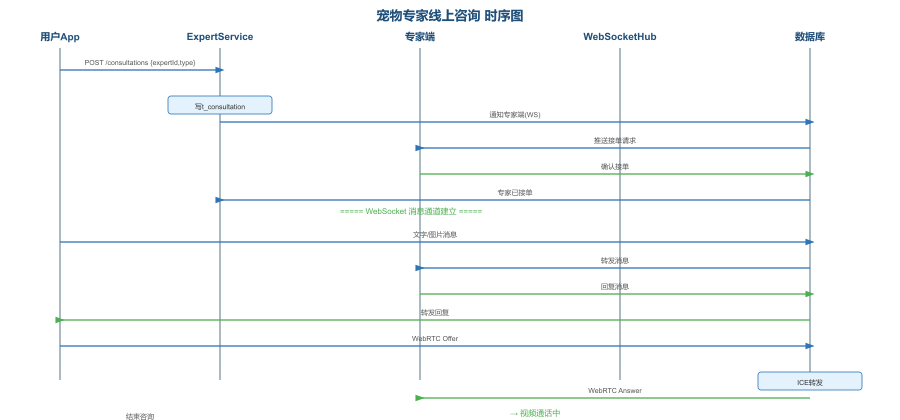 宠物专家线上咨询 时序图
用户App
ExpertService
专家端
WebSocketHub
数据库
POST /consultations {expertId,type}
写t_consultation
通知专家端(WS)
推送接单请求
确认接单
专家已接单
===== WebSocket 消息通道建立 =====
文字/图片消息
转发消息
回复消息
转发回复
WebRTC Offer
ICE转发
WebRTC Answer
→ 视频通话中
结束咨询